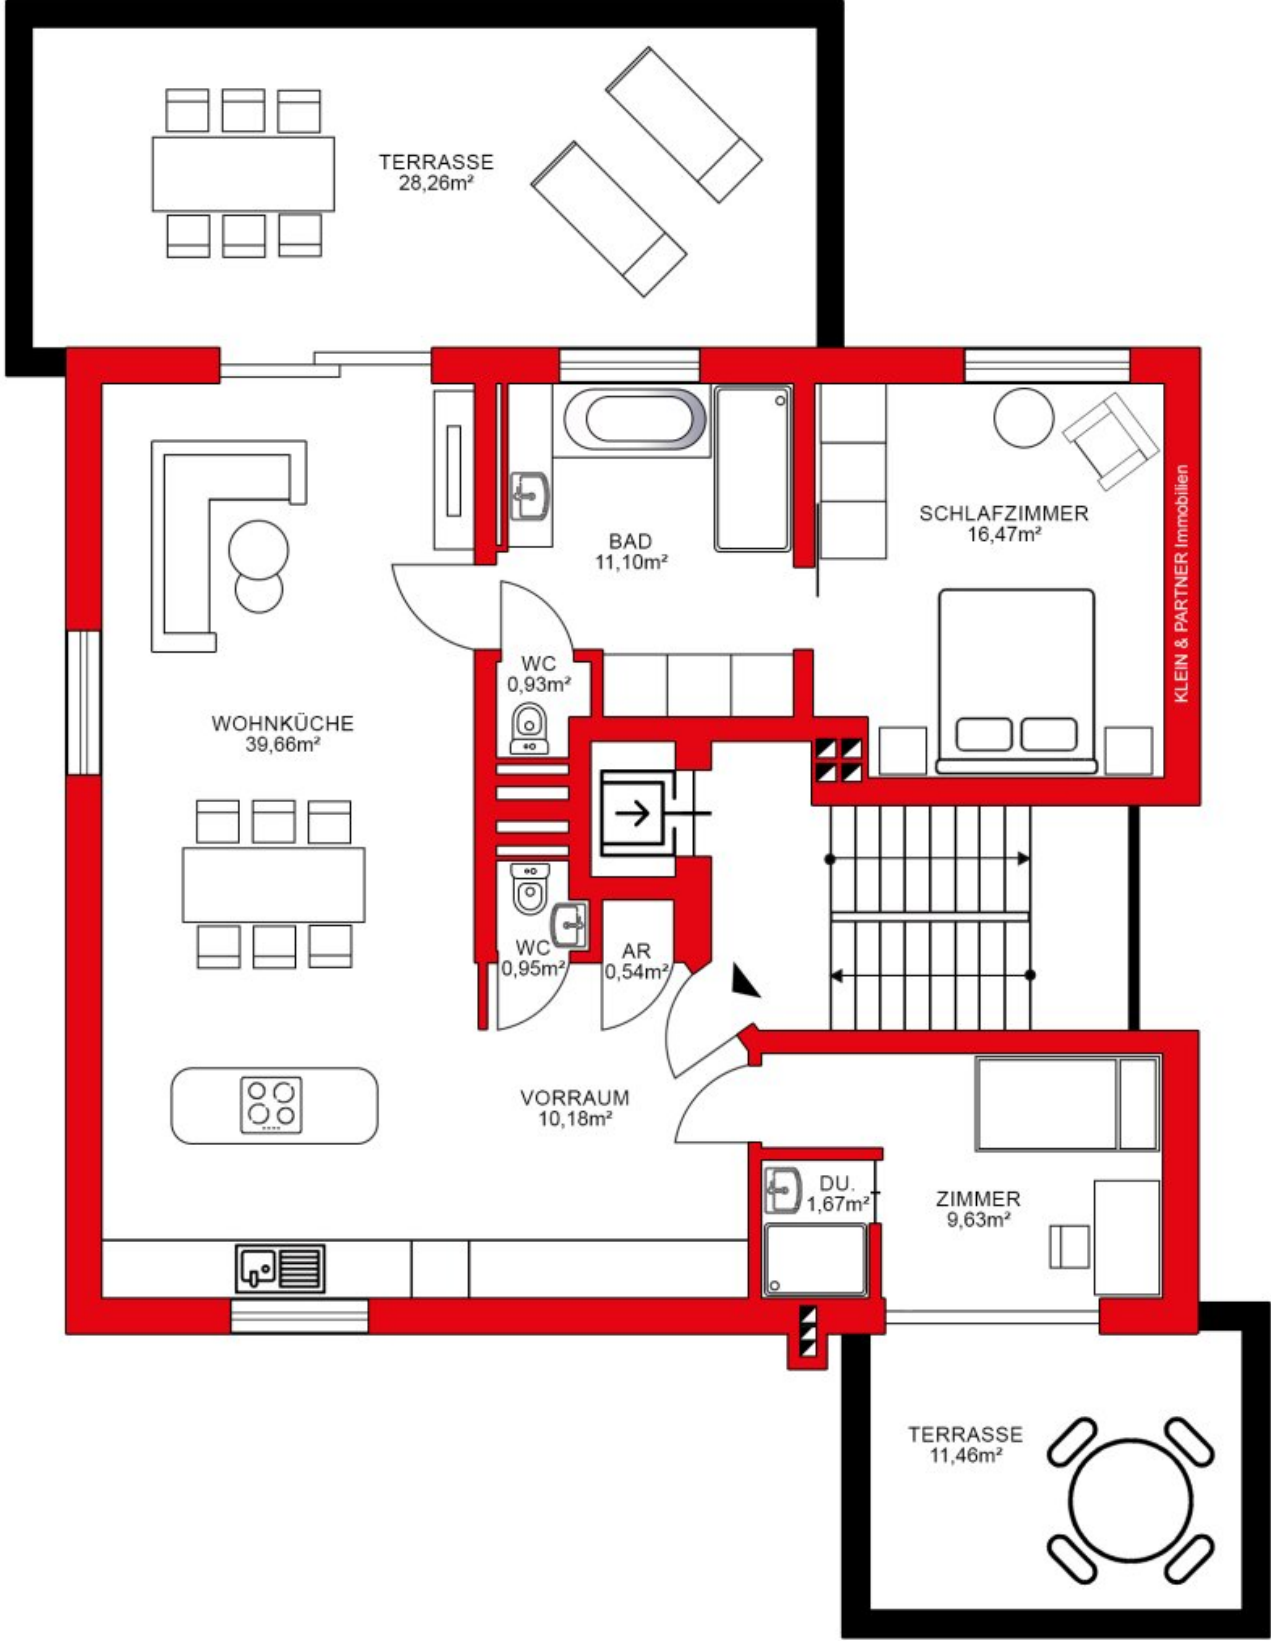 TERRASSE
28,26m²
BAD
11,10m²
SCHLAFZIMMER
16,47m²
KLEIN & PARTNER Immobilien
WC
0,93m²
WOHNKÜCHE
39,66m²
WC
0,95m²
AR
0,54m²
VORRAUM
10,18m²
DU.
1,67m²
ZIMMER
9,63m²
TERRASSE
11,46m²